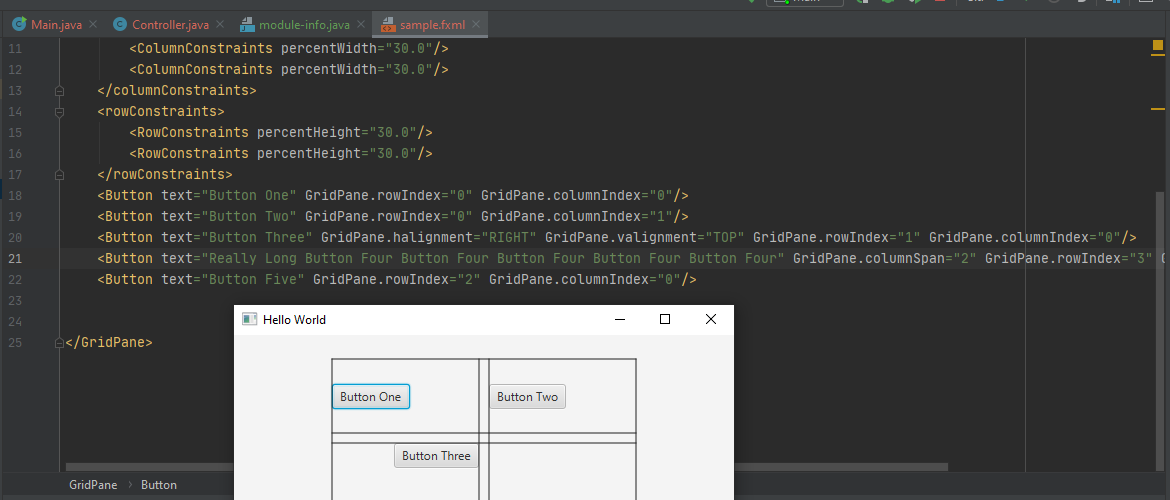 Main.java
Controller.java
module-info.java
sample.fxml
11 <ColumnConstraints percentWidth="30.0"/>
12 <ColumnConstraints percentWidth="30.0"/>
13 </columnConstraints>
14 <rowConstraints>
15 <RowConstraints percentHeight="30.0"/>
16 <RowConstraints percentHeight="30.0"/>
17 </rowConstraints>
18 <Button text="Button One" GridPane.rowIndex="0" GridPane.columnIndex="0"/>
19 <Button text="Button Two" GridPane.rowIndex="0" GridPane.columnIndex="1"/>
20 <Button text="Button Three" GridPane.halignment="RIGHT" GridPane.valignment="TOP" GridPane.rowIndex="1" GridPane.columnIndex="0"/>
21 <Button text="Really Long Button Four Button Four Button Four Button Four Button Four" GridPane.columnSpan="2" GridPane.rowIndex="3"
22 <Button text="Button Five" GridPane.rowIndex="2" GridPane.columnIndex="0"/>
23
24
25 </GridPane>
Hello World
Button One
Button Two
Button Three
GridPane > Button